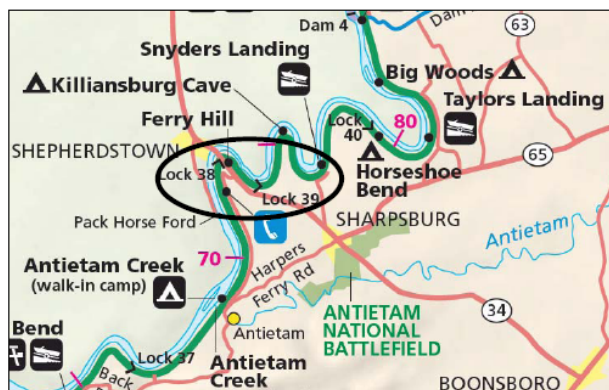 Dam 4
63
Snyders Landing
Big Woods
Killiansburg Cave
Taylors Landing
Ferry Hill
Lock 40
80
SHEPHERDSTOWN
Lock 38
Horseshoe Bend
65
Lock 39
Pack Horse Ford
SHARPSBURG
Antietam
70
Harpers Ferry Rd
Antietam Creek
(walk-in camp)
ANTIETAM
NATIONAL
BATTLEFIELD
34
Bend
Antietam
Lock 37
Antietam
Creek
Back
BOONSBORO